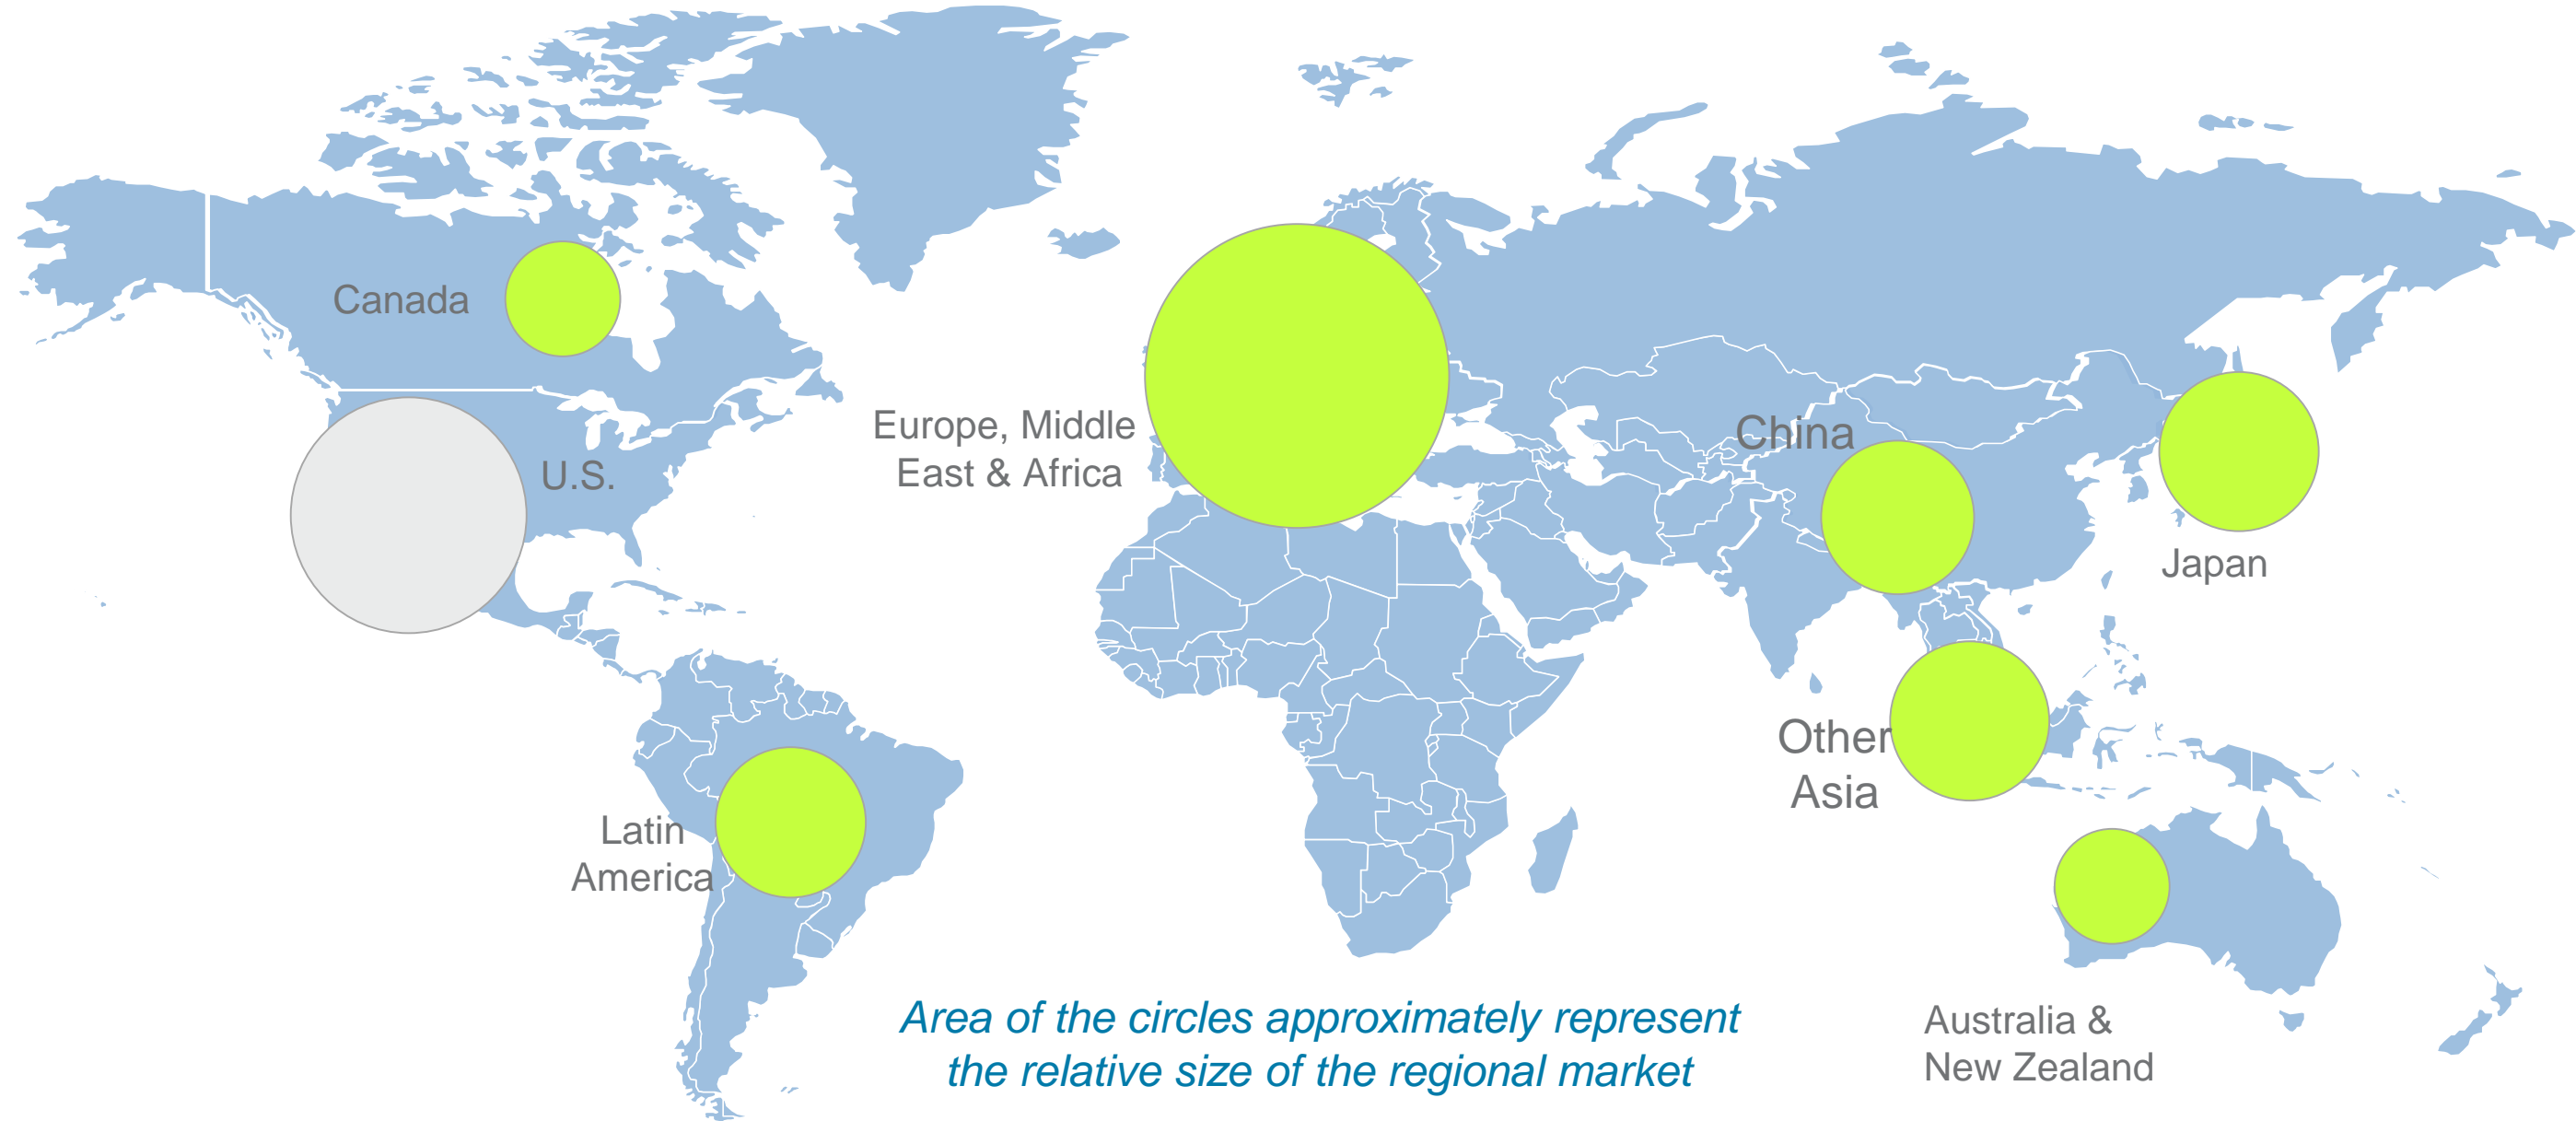 Canada
U.S.
Europe, Middle
East & Africa
China
Japan
Other
Asia
Latin
America
Area of the circles approximately represent
the relative size of the regional market
Australia &
New Zealand